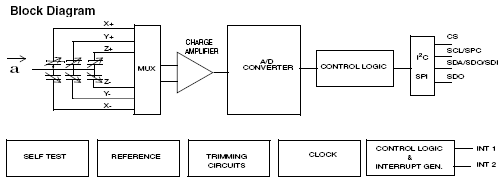 Block Diagram
X+
Y+
Z+
a
Z-
Y-
X-
MUX
CHARGE
AMPLIFIER
A/D
CONVERTER
CONTROL LOGIC
I²C
SPI
CS
SCL/SPC
SDA/SDO/SDI
SDO
SELF TEST
REFERENCE
TRIMMING
CIRCUITS
CLOCK
CONTROL LOGIC
&
INTERRUPT GEN.
INT 1
INT 2